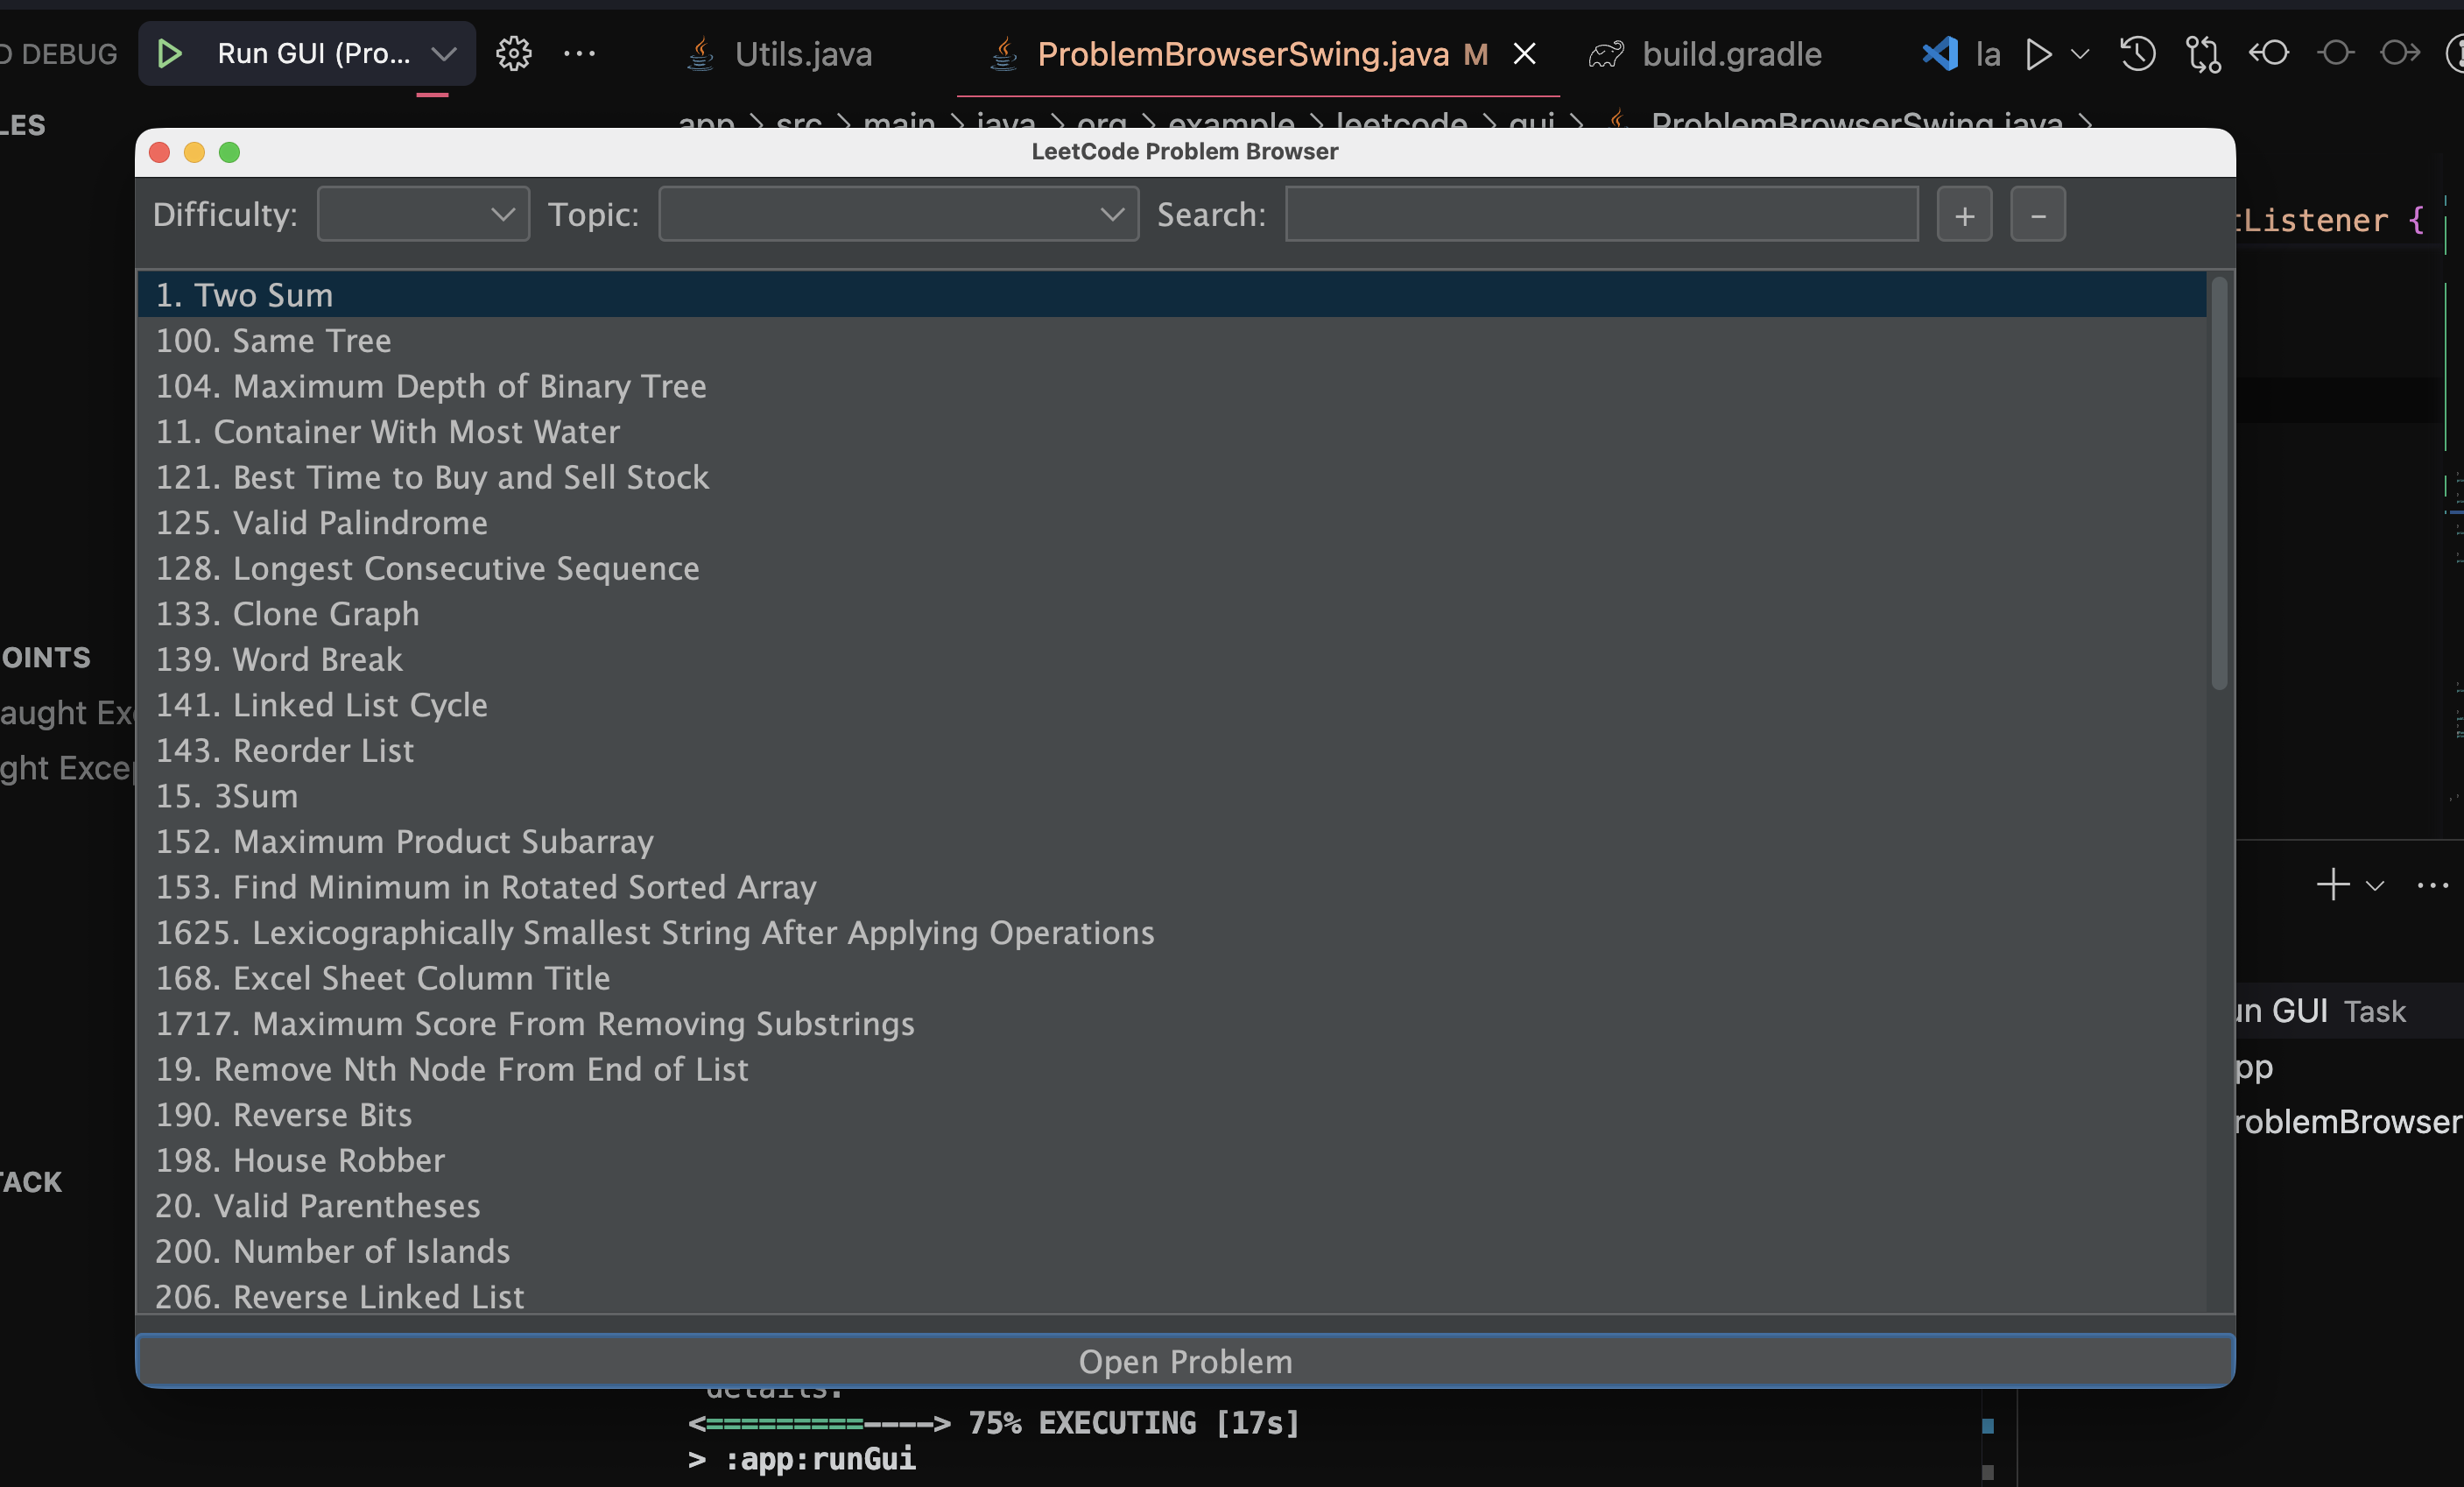 DEBUG
Run GUI (Pro...
Utils.java
ProblemBrowserSwing.java M
build.gradle
la
app > src > main > java > org > example > leetcode > gui > ProblemBrowserSwing.java >
LeetCode Problem Browser
Difficulty:
Topic:
Search:
+
-
tListener {
1. Two Sum
100. Same Tree
104. Maximum Depth of Binary Tree
11. Container With Most Water
121. Best Time to Buy and Sell Stock
125. Valid Palindrome
128. Longest Consecutive Sequence
133. Clone Graph
OINTS
139. Word Break
141. Linked List Cycle
aught Exc
143. Reorder List
ght Excep
15. 3Sum
152. Maximum Product Subarray
153. Find Minimum in Rotated Sorted Array
1625. Lexicographically Smallest String After Applying Operations
168. Excel Sheet Column Title
1717. Maximum Score From Removing Substrings
un GUI Task
19. Remove Nth Node From End of List
pp
190. Reverse Bits
roblemBrowser
198. House Robber
TACK
20. Valid Parentheses
200. Number of Islands
206. Reverse Linked List
Open Problem
details.
<=========----> 75% EXECUTING [17s]
> :app:runGui